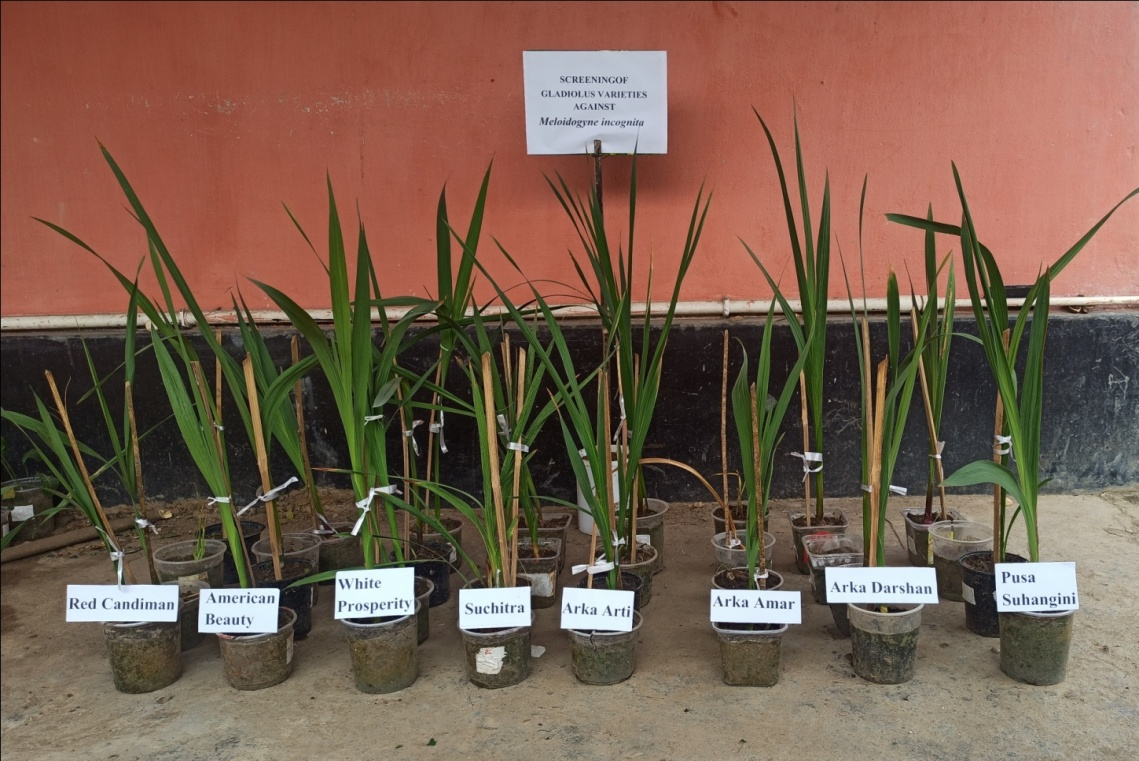 SCREENINGOF
GLADIOLUS VARIETIES
AGAINST
Meloidogyne incognita
Red Candiman
American
Beauty
White
Prosperity
Suchitra
Arka Arti
Arka Amar
Arka Darshan
Pusa
Suhangini